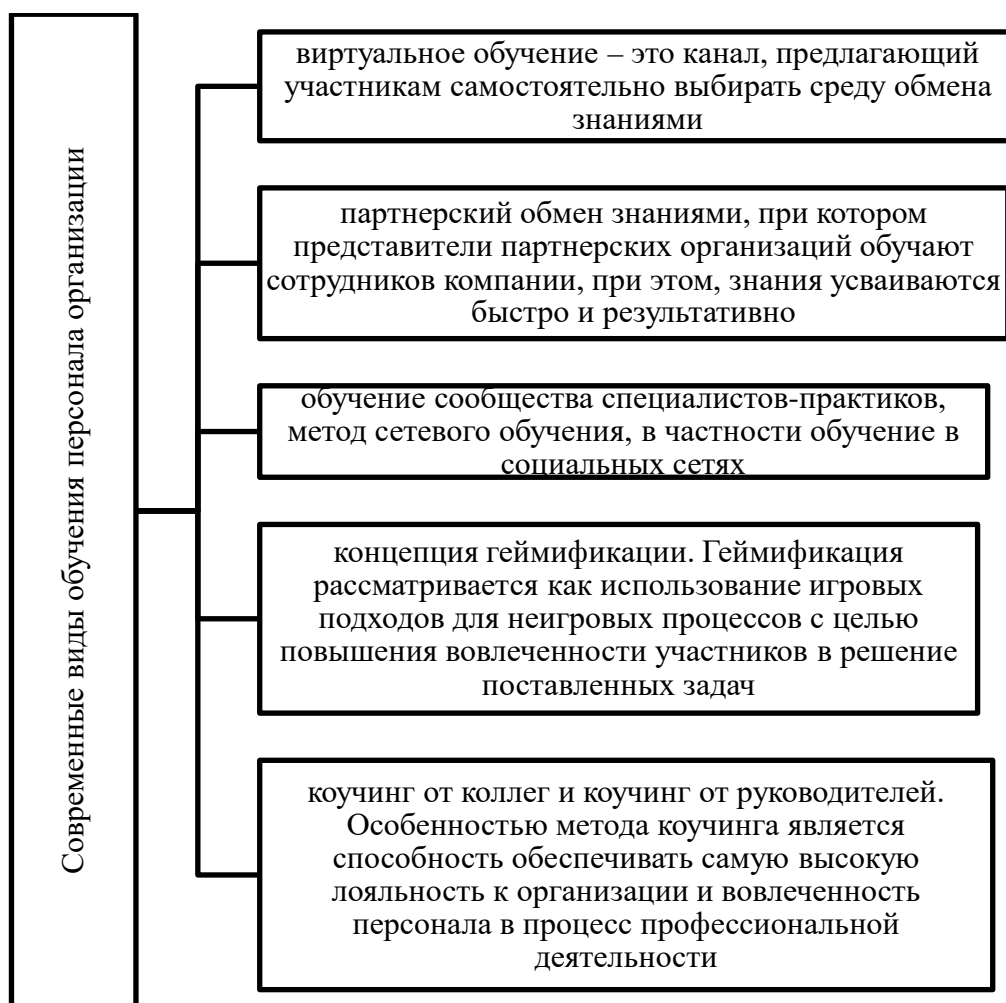 Современные виды обучения персонала организации
виртуальное обучение – это канал, предлагающий
участникам самостоятельно выбирать среду обмена
знаниями
партнерский обмен знаниями, при котором
представители партнерских организаций обучают
сотрудников компании, при этом, знания усваиваются
быстро и результативно
обучение сообщества специалистов-практиков,
метод сетевого обучения, в частности обучение в
социальных сетях
концепция геймификации. Геймификация
рассматривается как использование игровых
подходов для неигровых процессов с целью
повышения вовлеченности участников в решение
поставленных задач
коучинг от коллег и коучинг от руководителей.
Особенностью метода коучинга является
способность обеспечивать самую высокую
лояльность к организации и вовлеченность
персонала в процесс профессиональной
деятельности